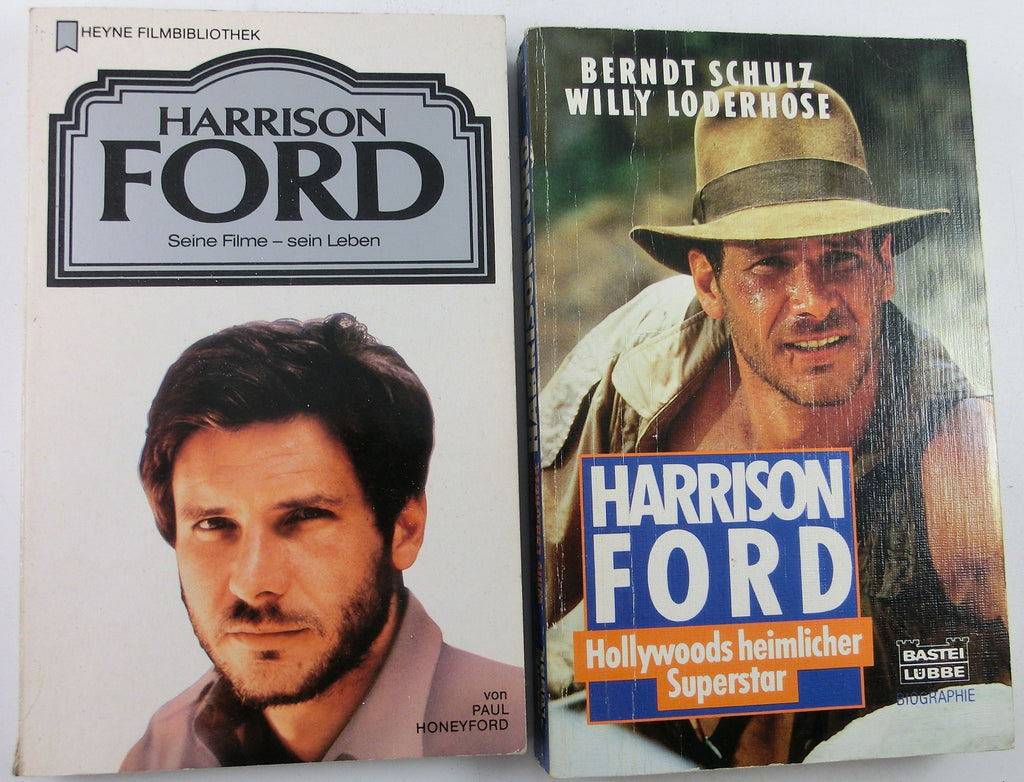 HEYNE FILMBIBLIOTHEK
HARRISON
FORD
Seine Filme – sein Leben
von
PAUL
HONEYFORD
BERNDT SCHULZ
WILLY LODERHOSE
HARRISON
FORD
Hollywoods heimlicher
Superstar
BASTEI
LÜBBE
BIOGRAPHIE